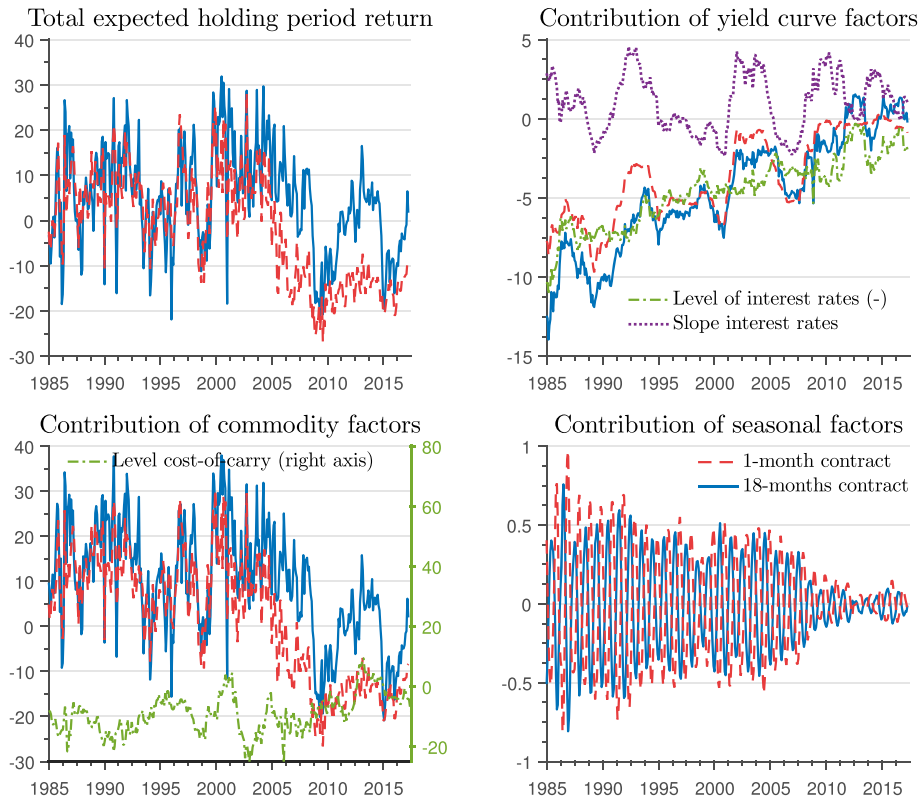 Total expected holding period return
40
30
20
10
0
-10
-20
-30
1985 1990 1995 2000 2005 2010 2015
Contribution of yield curve factors
5
0
-5
-10
-15
Level of interest rates (-)
Slope interest rates
1985 1990 1995 2000 2005 2010 2015
Contribution of commodity factors
40
30
20
10
0
-10
-20
-30
Level cost-of-carry (right axis)
80
60
40
20
0
-20
1985 1990 1995 2000 2005 2010 2015
Contribution of seasonal factors
1
0.5
0
-0.5
-1
1-month contract
18-months contract
1985 1990 1995 2000 2005 2010 2015